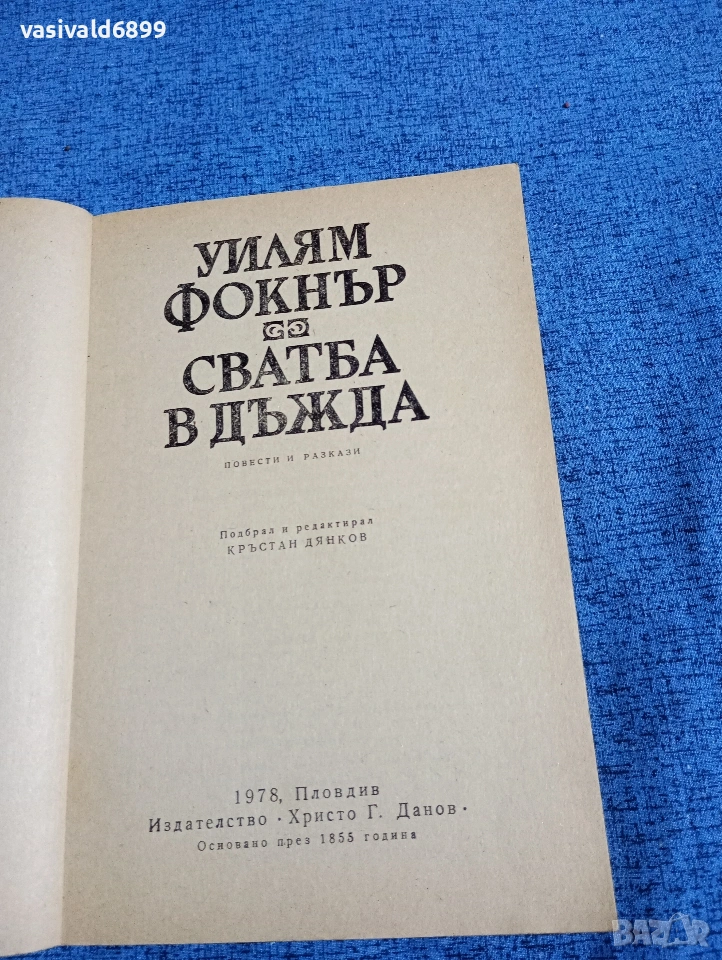 vasivald6899
УИЛЯМ
ФОКНЪР
СВАТБА
В ДЪЖДА
ПОВЕСТИ И РАЗКАЗИ
Подбрал и редактирал
КРЪСТАН ДЯНКОВ
1978, Пловдив
Издателство · Христо Г. Данов ·
Основано през 1855 година
BAZAR